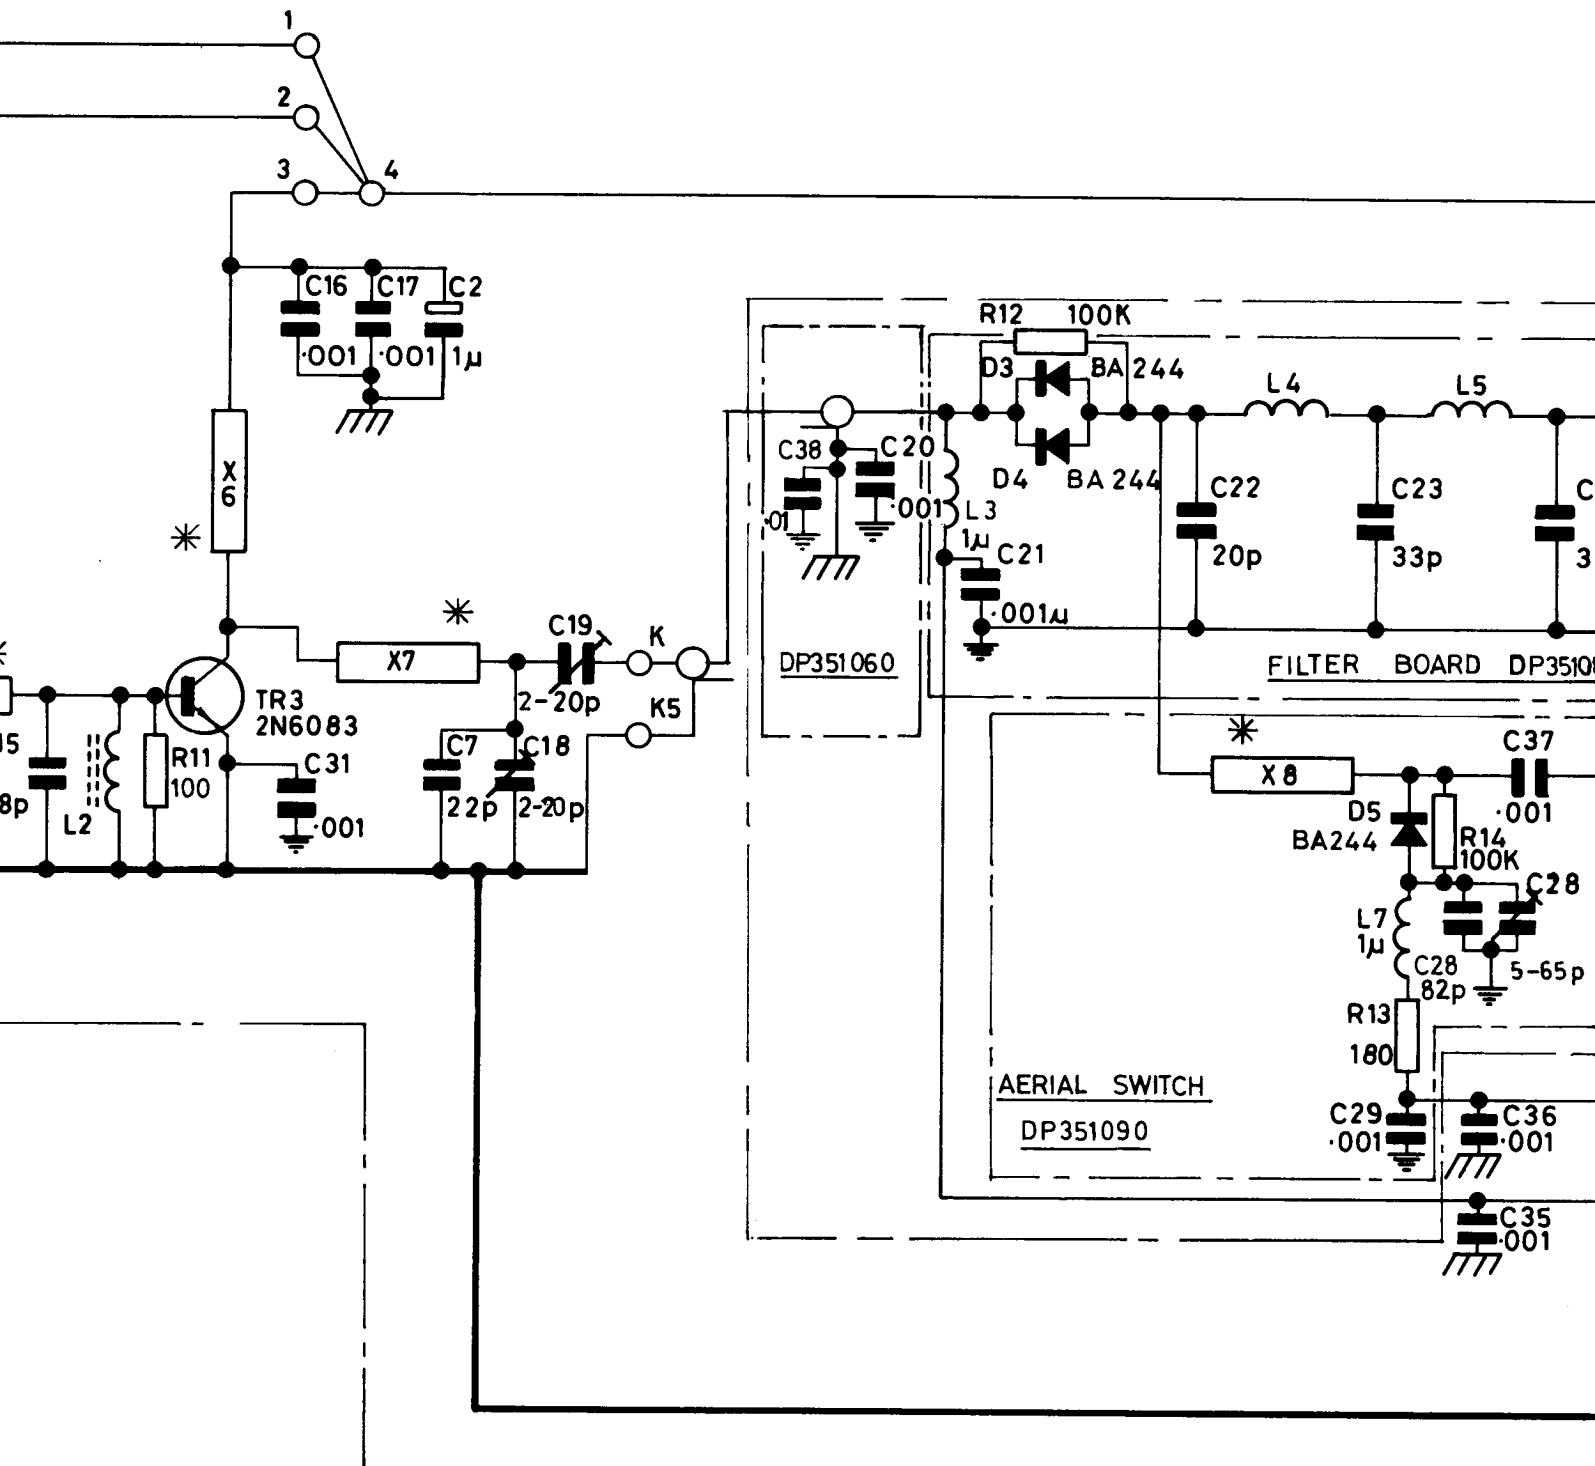 1
2
3
4
C16
C17
C2
·001
·001
1µ
R12
100K
D3
BA 244
L4
L5
X
6
C38
C20
D4
BA 244
·01
·001
L3
1µ
C22
20p
C23
33p
C21
·001µ
C19
K
X7
DP351060
FILTER BOARD
2-20p
K5
TR3
2N6083
R11
100
C31
·001
L2
8p
C7
22p
C18
2-20p
X8
C37
·001
D5
BA244
R14
100K
C28
L7
1µ
C28
82p
5-65p
R13
180
AERIAL SWITCH
DP351090
C29
·001
C36
·001
C35
·001